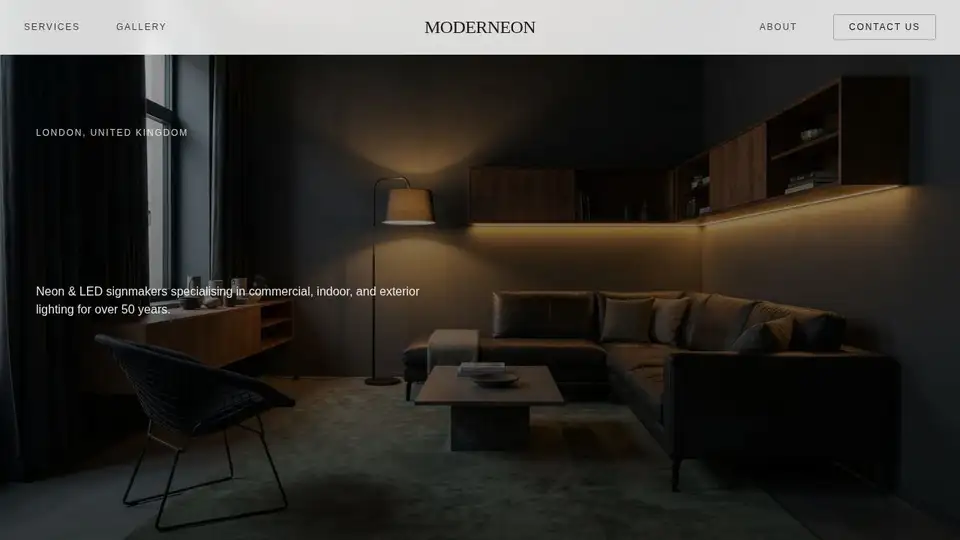 SERVICES
GALLERY
MODERNEON
ABOUT
CONTACT US
LONDON, UNITED KINGDOM
Neon & LED signmakers specialising in commercial, indoor, and exterior
lighting for over 50 years.